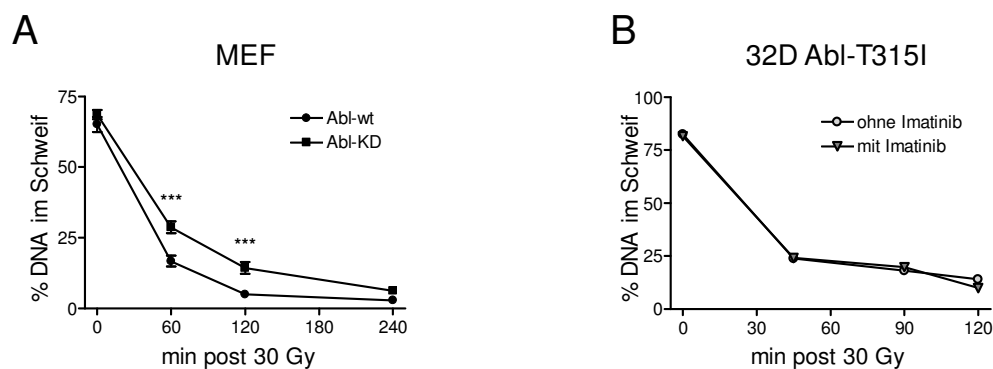 A
MEF
% DNA im Schweif
75
50
25
0
Abl-wt
Abl-KD
***
***
0 60 120 180 240
min post 30 Gy
B
32D Abl-T315I
% DNA im Schweif
100
75
50
25
0
ohne Imatinib
mit Imatinib
0 30 60 90 120
min post 30 Gy